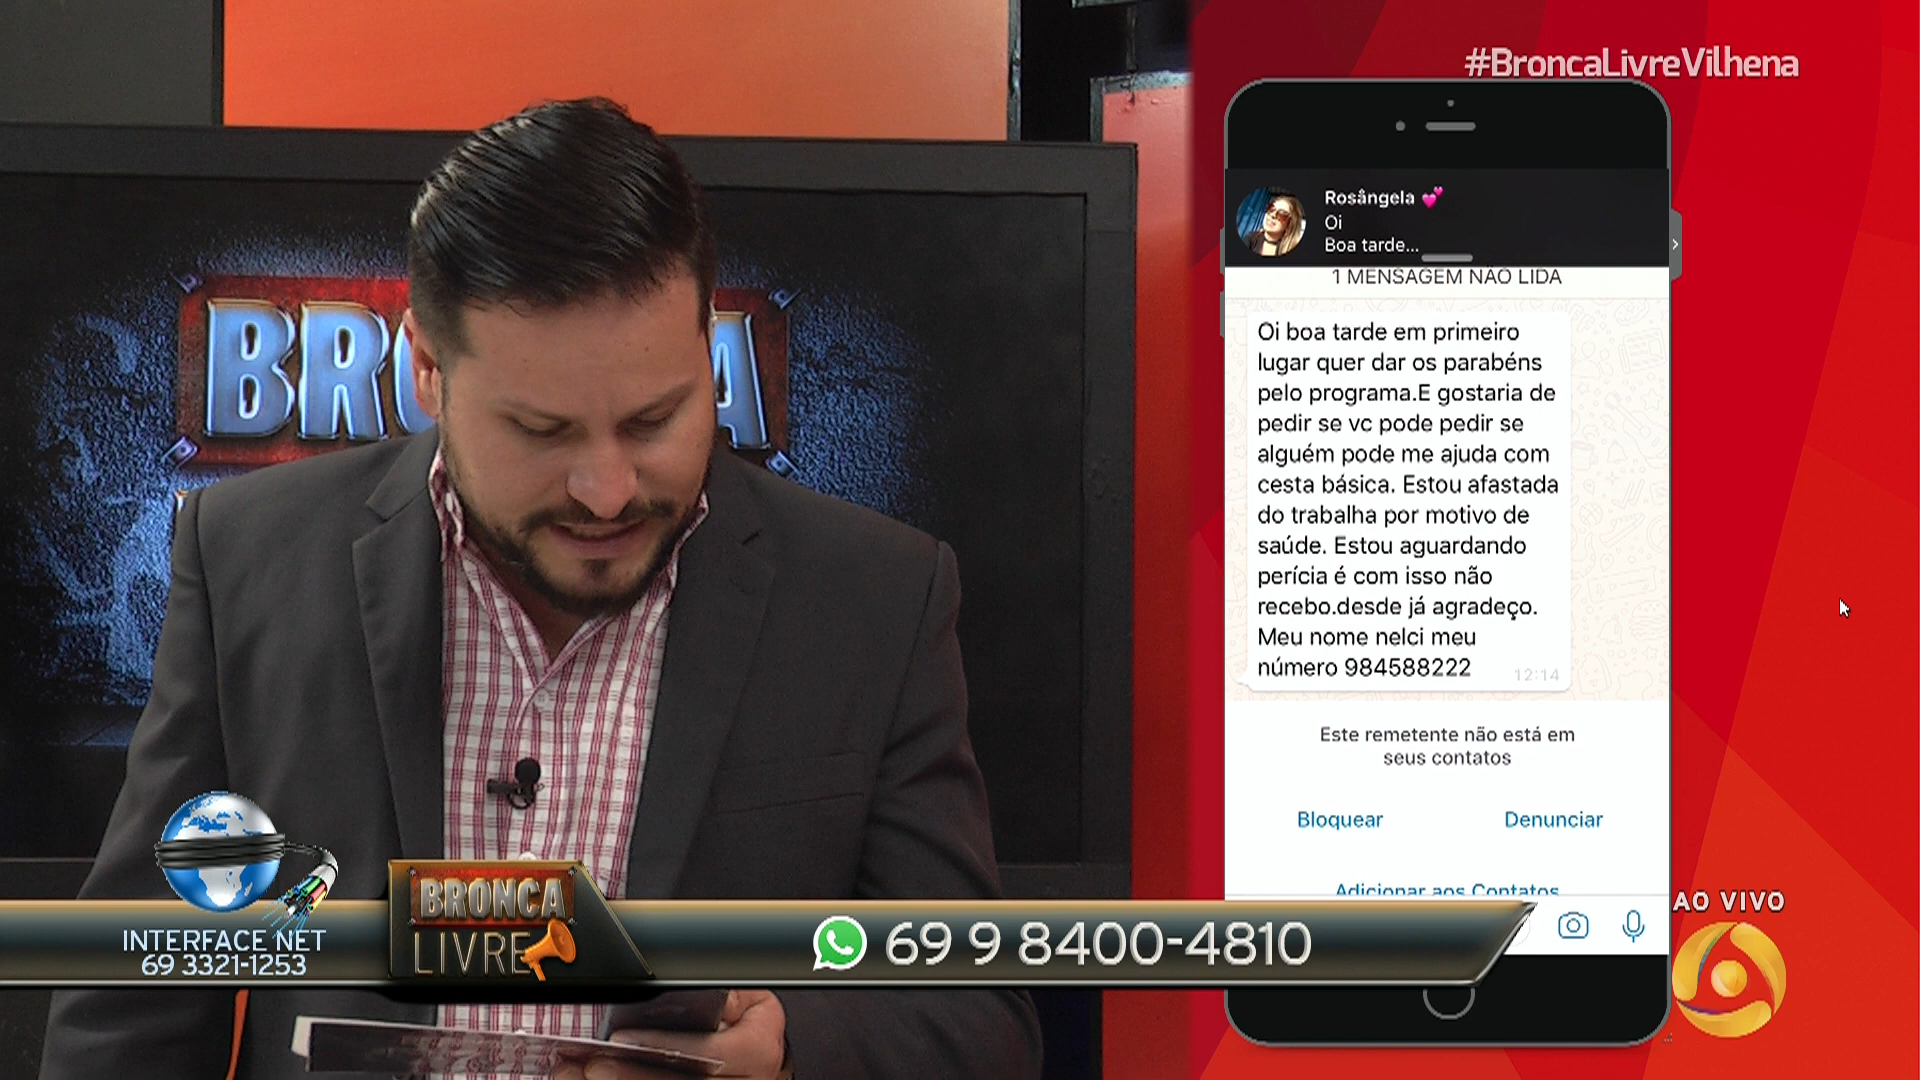 #BroncaLivreVilhena
Rosângela 💕
Oi
Boa tarde...
1 MENSAGEM NÃO LIDA
Oi boa tarde em primeiro
lugar quer dar os parabéns
pelo programa.E gostaria de
pedir se vc pode pedir se
alguém pode me ajuda com
cesta básica. Estou afastada
do trabalha por motivo de
saúde. Estou aguardando
perícia é com isso não
recebo.desde já agradeço.
Meu nome nelci meu
número 984588222
12:14
Este remetente não está em
seus contatos
Bloquear
Denunciar
Adicionar aos Contatos
AO VIVO
BRONCA
LIVRE
INTERFACE NET
69 3321-1253
69 9 8400-4810